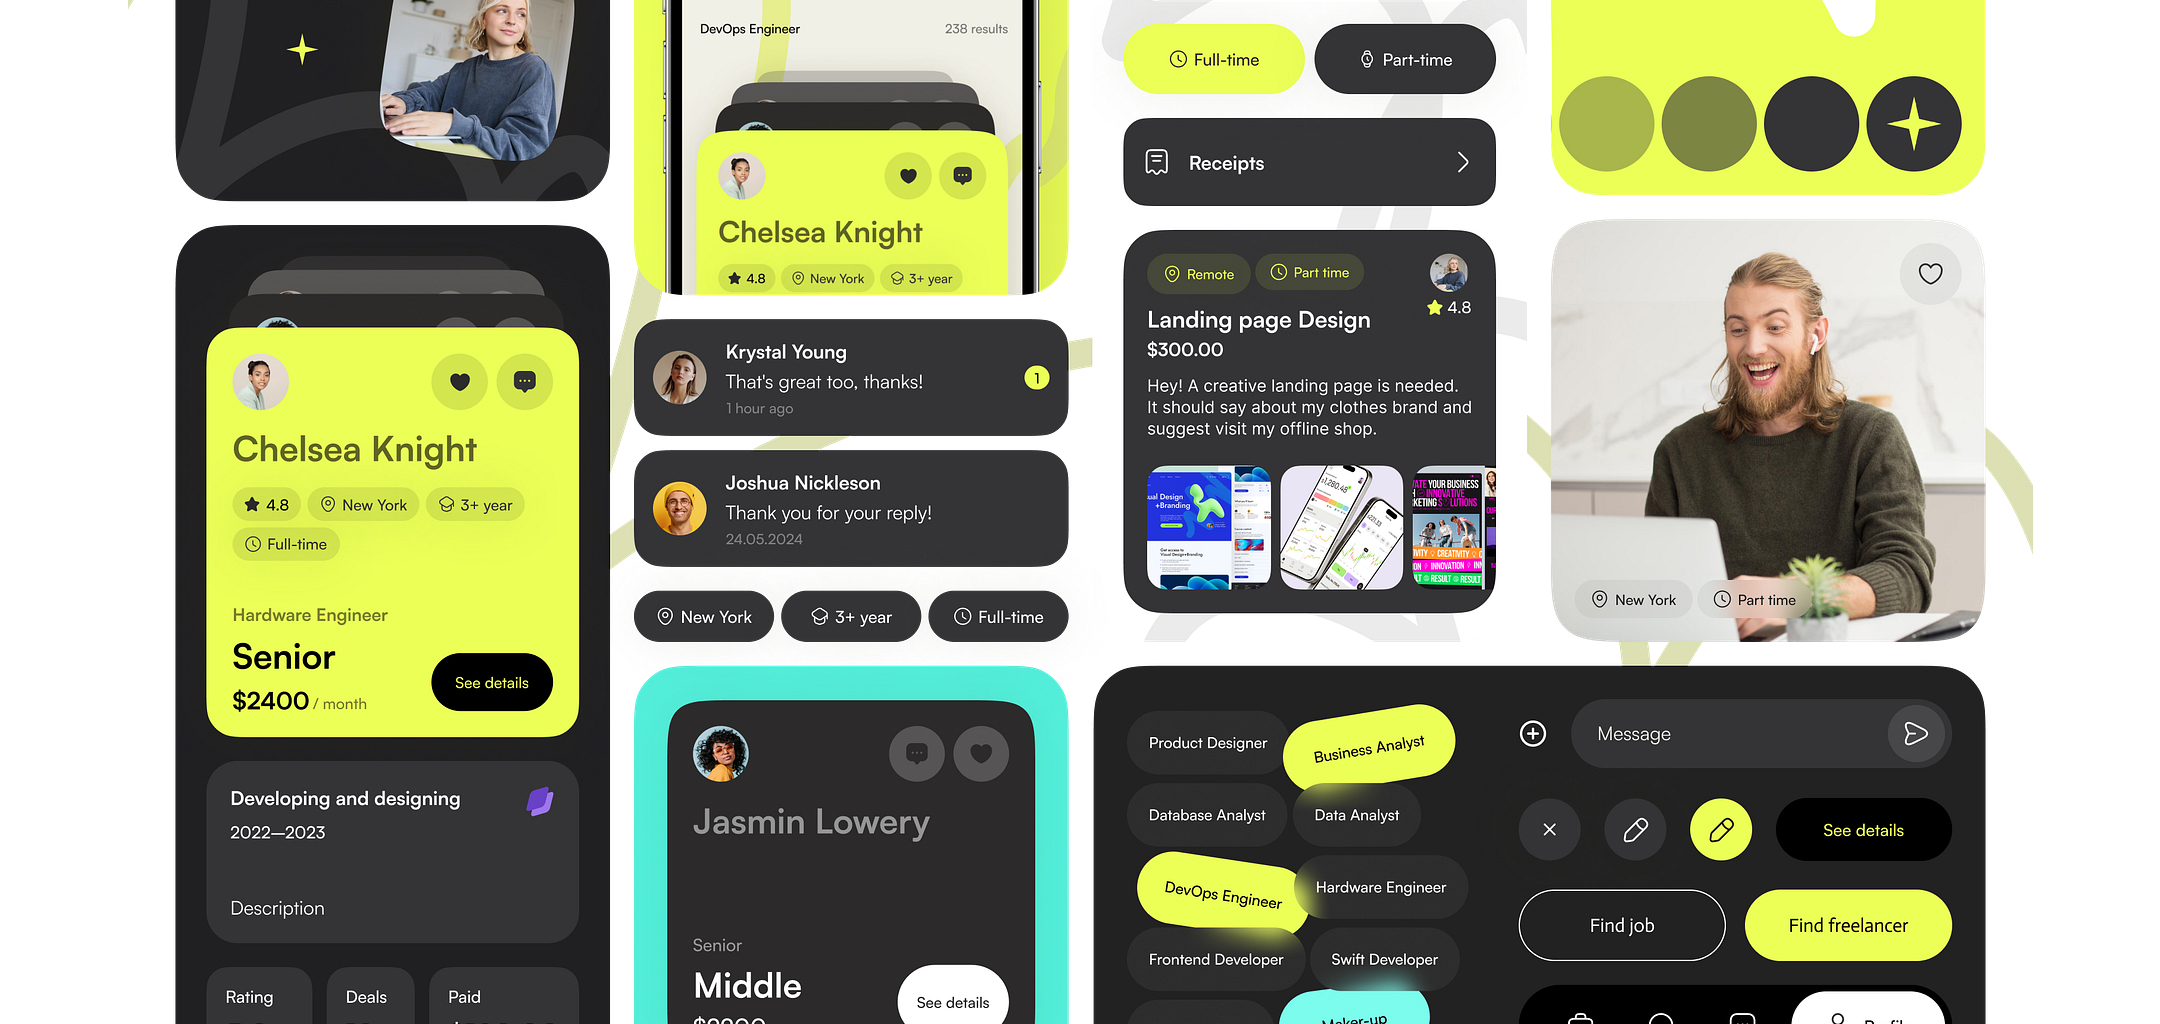 Chelsea Knight
4.8
New York
3+ year
Full-time
Hardware Engineer
Senior
$2400 / month
See details
Developing and designing
2022—2023
Description
Rating
Deals
Paid
DevOps Engineer
238 results
Chelsea Knight
4.8
New York
3+ year
Krystal Young
That's great too, thanks!
1 hour ago
1
Joshua Nickleson
Thank you for your reply!
24.05.2024
New York
3+ year
Full-time
Jasmin Lowery
Senior
Middle
See details
Full-time
Part-time
Receipts
Remote
Part time
4.8
Landing page Design
$300.00
Hey! A creative landing page is needed.
It should say about my clothes brand and
suggest visit my offline shop.
New York
Part time
Product Designer
Business Analyst
Database Analyst
Data Analyst
DevOps Engineer
Hardware Engineer
Frontend Developer
Swift Developer
Message
See details
Find job
Find freelancer